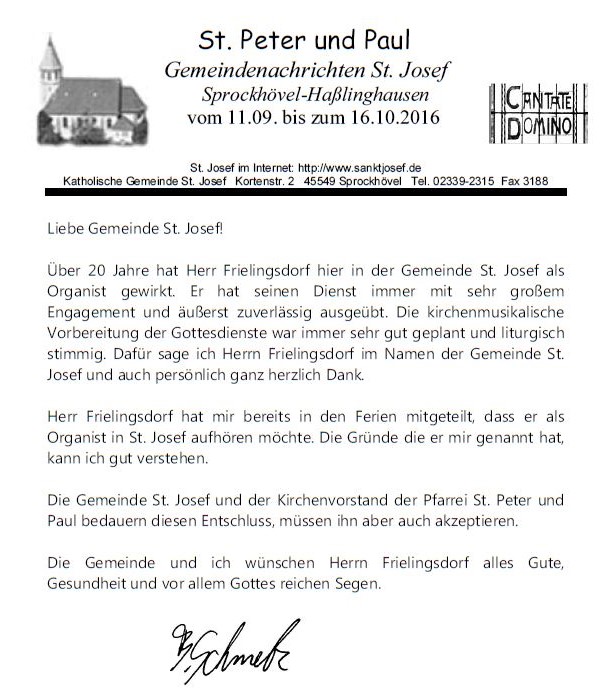 St. Peter und Paul
Gemeindenachrichten St. Josef
Sprockhövel-Haßlinghausen
vom 11.09. bis zum 16.10.2016
CANTATE
DOMINO
St. Josef im Internet: http://www.sanktjosef.de
Katholische Gemeinde St. Josef Kortenstr. 2 45549 Sprockhövel Tel. 02339-2315 Fax 3188
Liebe Gemeinde St. Josef!
Über 20 Jahre hat Herr Frielingsdorf hier in der Gemeinde St. Josef als
Organist gewirkt. Er hat seinen Dienst immer mit sehr großem
Engagement und äußerst zuverlässig ausgeübt. Die kirchenmusikalische
Vorbereitung der Gottesdienste war immer sehr gut geplant und liturgisch
stimmig. Dafür sage ich Herrn Frielingsdorf im Namen der Gemeinde St.
Josef und auch persönlich ganz herzlich Dank.
Herr Frielingsdorf hat mir bereits in den Ferien mitgeteilt, dass er als
Organist in St. Josef aufhören möchte. Die Gründe die er mir genannt hat,
kann ich gut verstehen.
Die Gemeinde St. Josef und der Kirchenvorstand der Pfarrei St. Peter und
Paul bedauern diesen Entschluss, müssen ihn aber auch akzeptieren.
Die Gemeinde und ich wünschen Herrn Frielingsdorf alles Gute,
Gesundheit und vor allem Gottes reichen Segen.